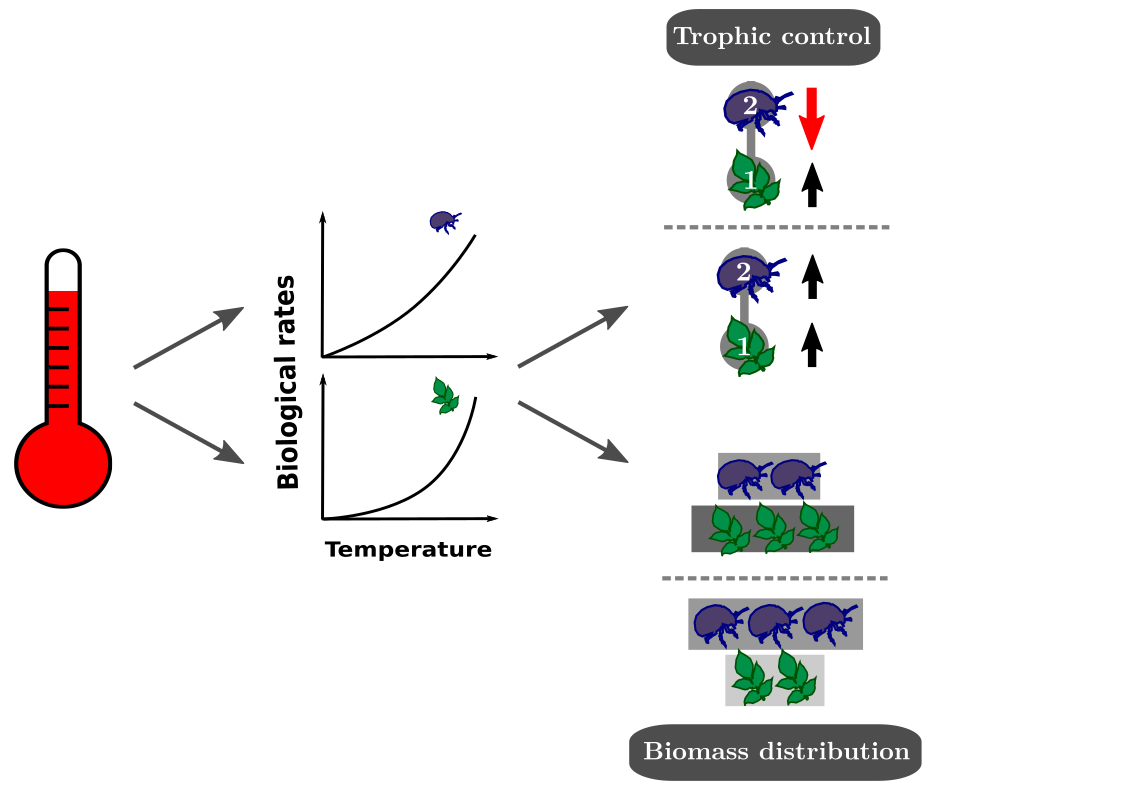 Trophic control
2
1
2
1
Biological rates
Temperature
Biomass distribution